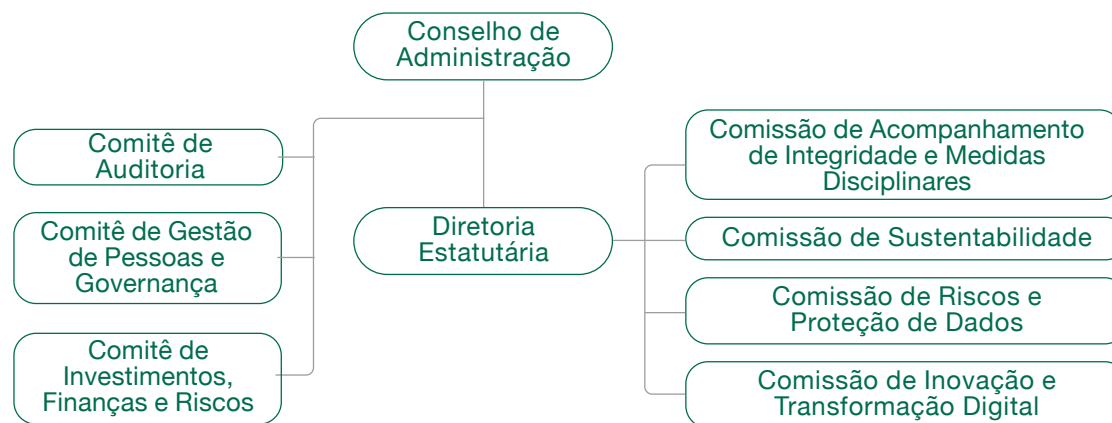 Conselho de
Administração
Comitê de
Auditoria
Comitê de Gestão
de Pessoas e
Governança
Comitê de
Investimentos,
Finanças e Riscos
Diretoria
Estatutária
Comissão de Acompanhamento
de Integridade e Medidas
Disciplinares
Comissão de Sustentabilidade
Comissão de Riscos e
Proteção de Dados
Comissão de Inovação e
Transformação Digital